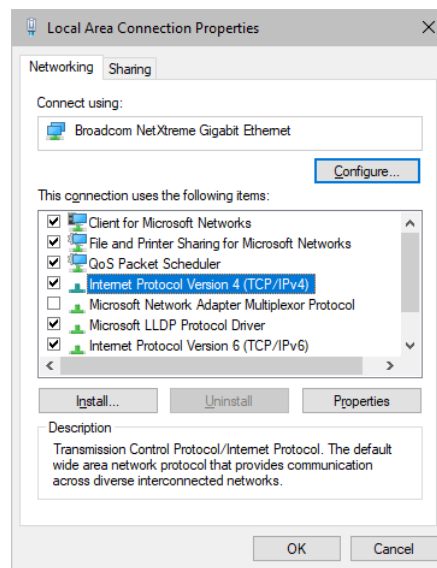 Local Area Connection Properties
Networking
Sharing
Connect using:
Broadcom NetXtreme Gigabit Ethernet
Configure...
This connection uses the following items:
Client for Microsoft Networks
File and Printer Sharing for Microsoft Networks
QoS Packet Scheduler
Internet Protocol Version 4 (TCP/IPv4)
Microsoft Network Adapter Multiplexor Protocol
Microsoft LLDP Protocol Driver
Internet Protocol Version 6 (TCP/IPv6)
Install...
Uninstall
Properties
Description
Transmission Control Protocol/Internet Protocol. The default
wide area network protocol that provides communication
across diverse interconnected networks.
OK
Cancel